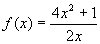 f(x) = (4x² + 1) / (2x)